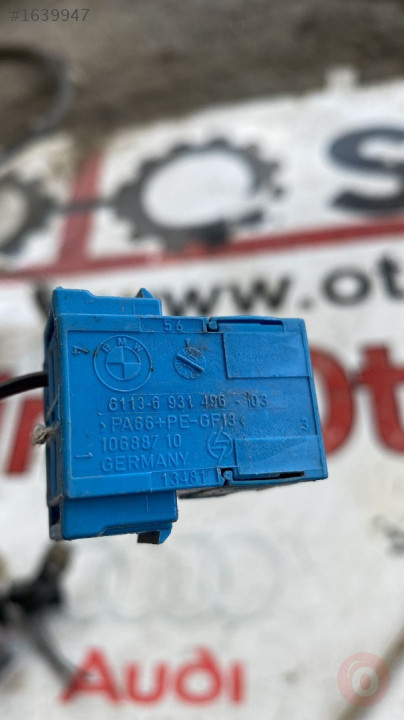 #1639947
S
www.ot
56
4
BMW
6113-6 931 496 - 03
>PA66+PE-GF13<
106887 10
3
GERMANY
1
13481
Audi